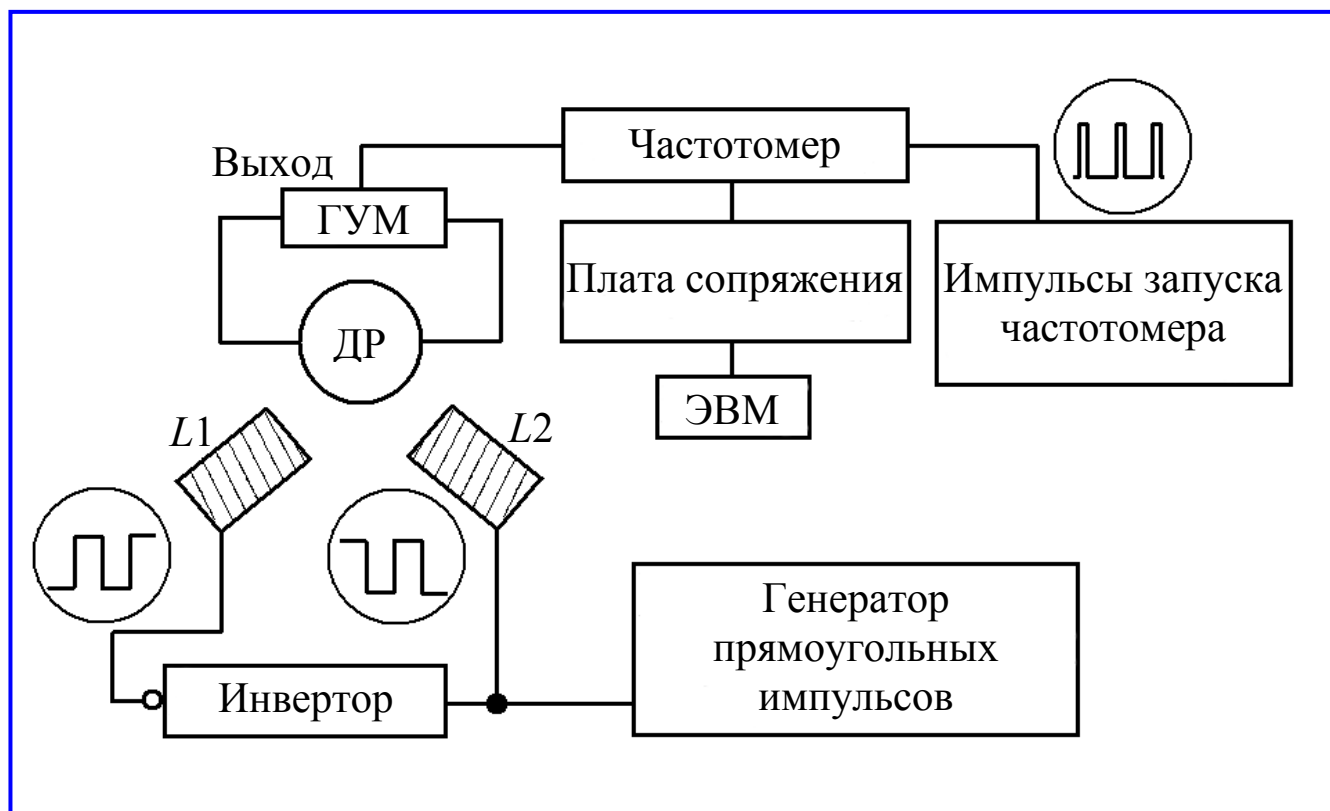 Частотомер
Выход
ГУМ
Плата сопряжения
Импульсы запуска
частотомера
ДР
ЭВМ
L1
L2
Генератор
прямоугольных
импульсов
Инвертор